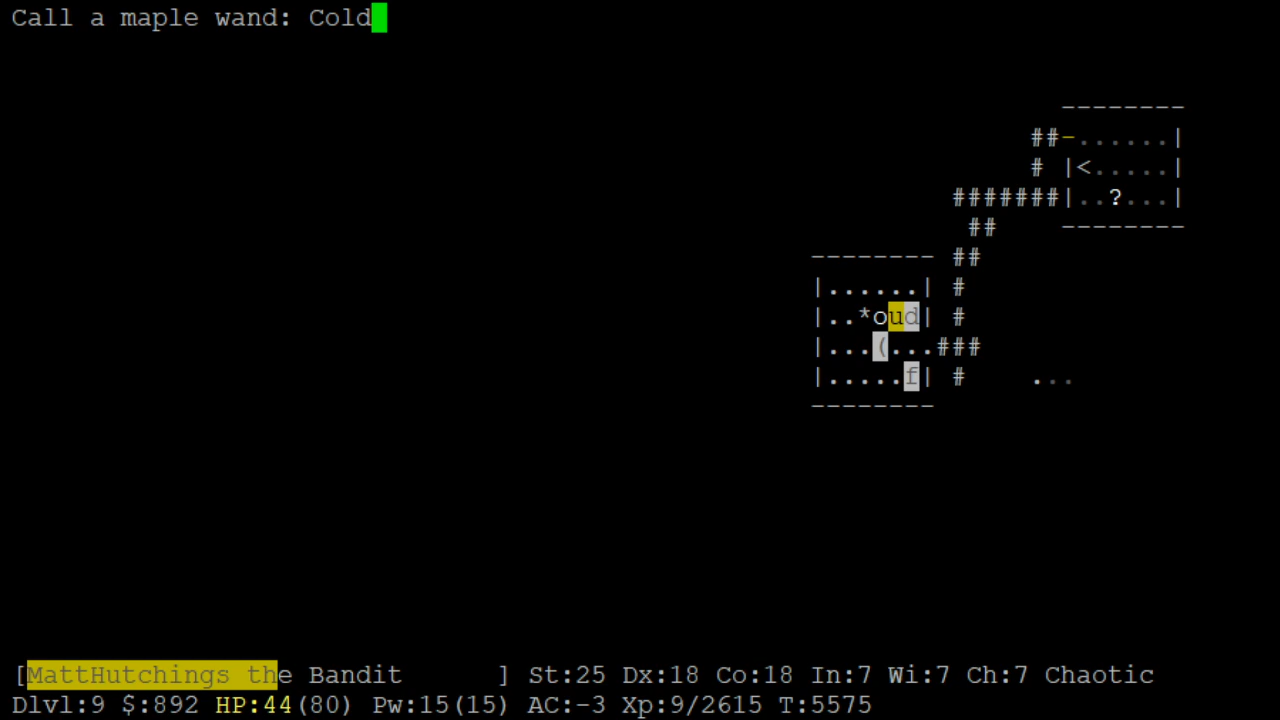 Call a maple wand: Cold
--------
##-......|
# |<.....|
#######|..?...|
## --------
-------- ##
|......| #
|..*oud| #
|...(...###
|.....f| # ...
--------
[MattHutchings the Bandit ] St:25 Dx:18 Co:18 In:7 Wi:7 Ch:7 Chaotic
Dlvl:9 $:892 HP:44(80) Pw:15(15) AC:-3 Xp:9/2615 T:5575